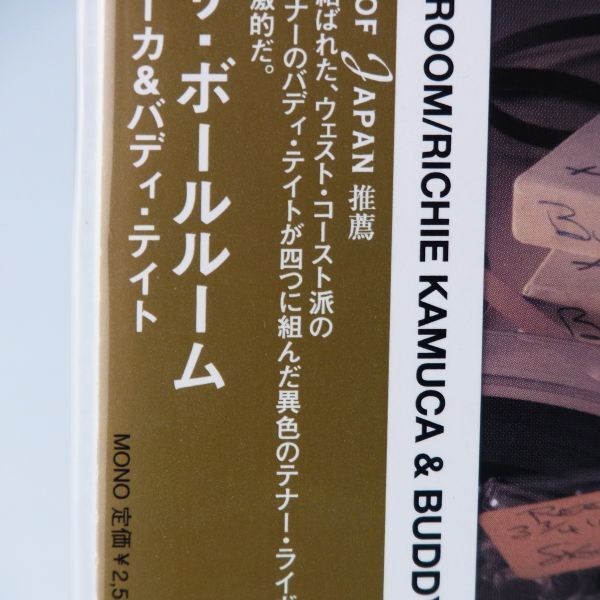 ROOM/RICHIE KAMUCA & BUDDY
OF JAPAN 推薦
結ばれた、ウェスト・コースト派の
ナーのバディ・テイトが四つに組んだ異色のテナー・ライ
激的だ。
・ボールルーム
ーカ&バディ・テイト
MONO 定価¥2,5